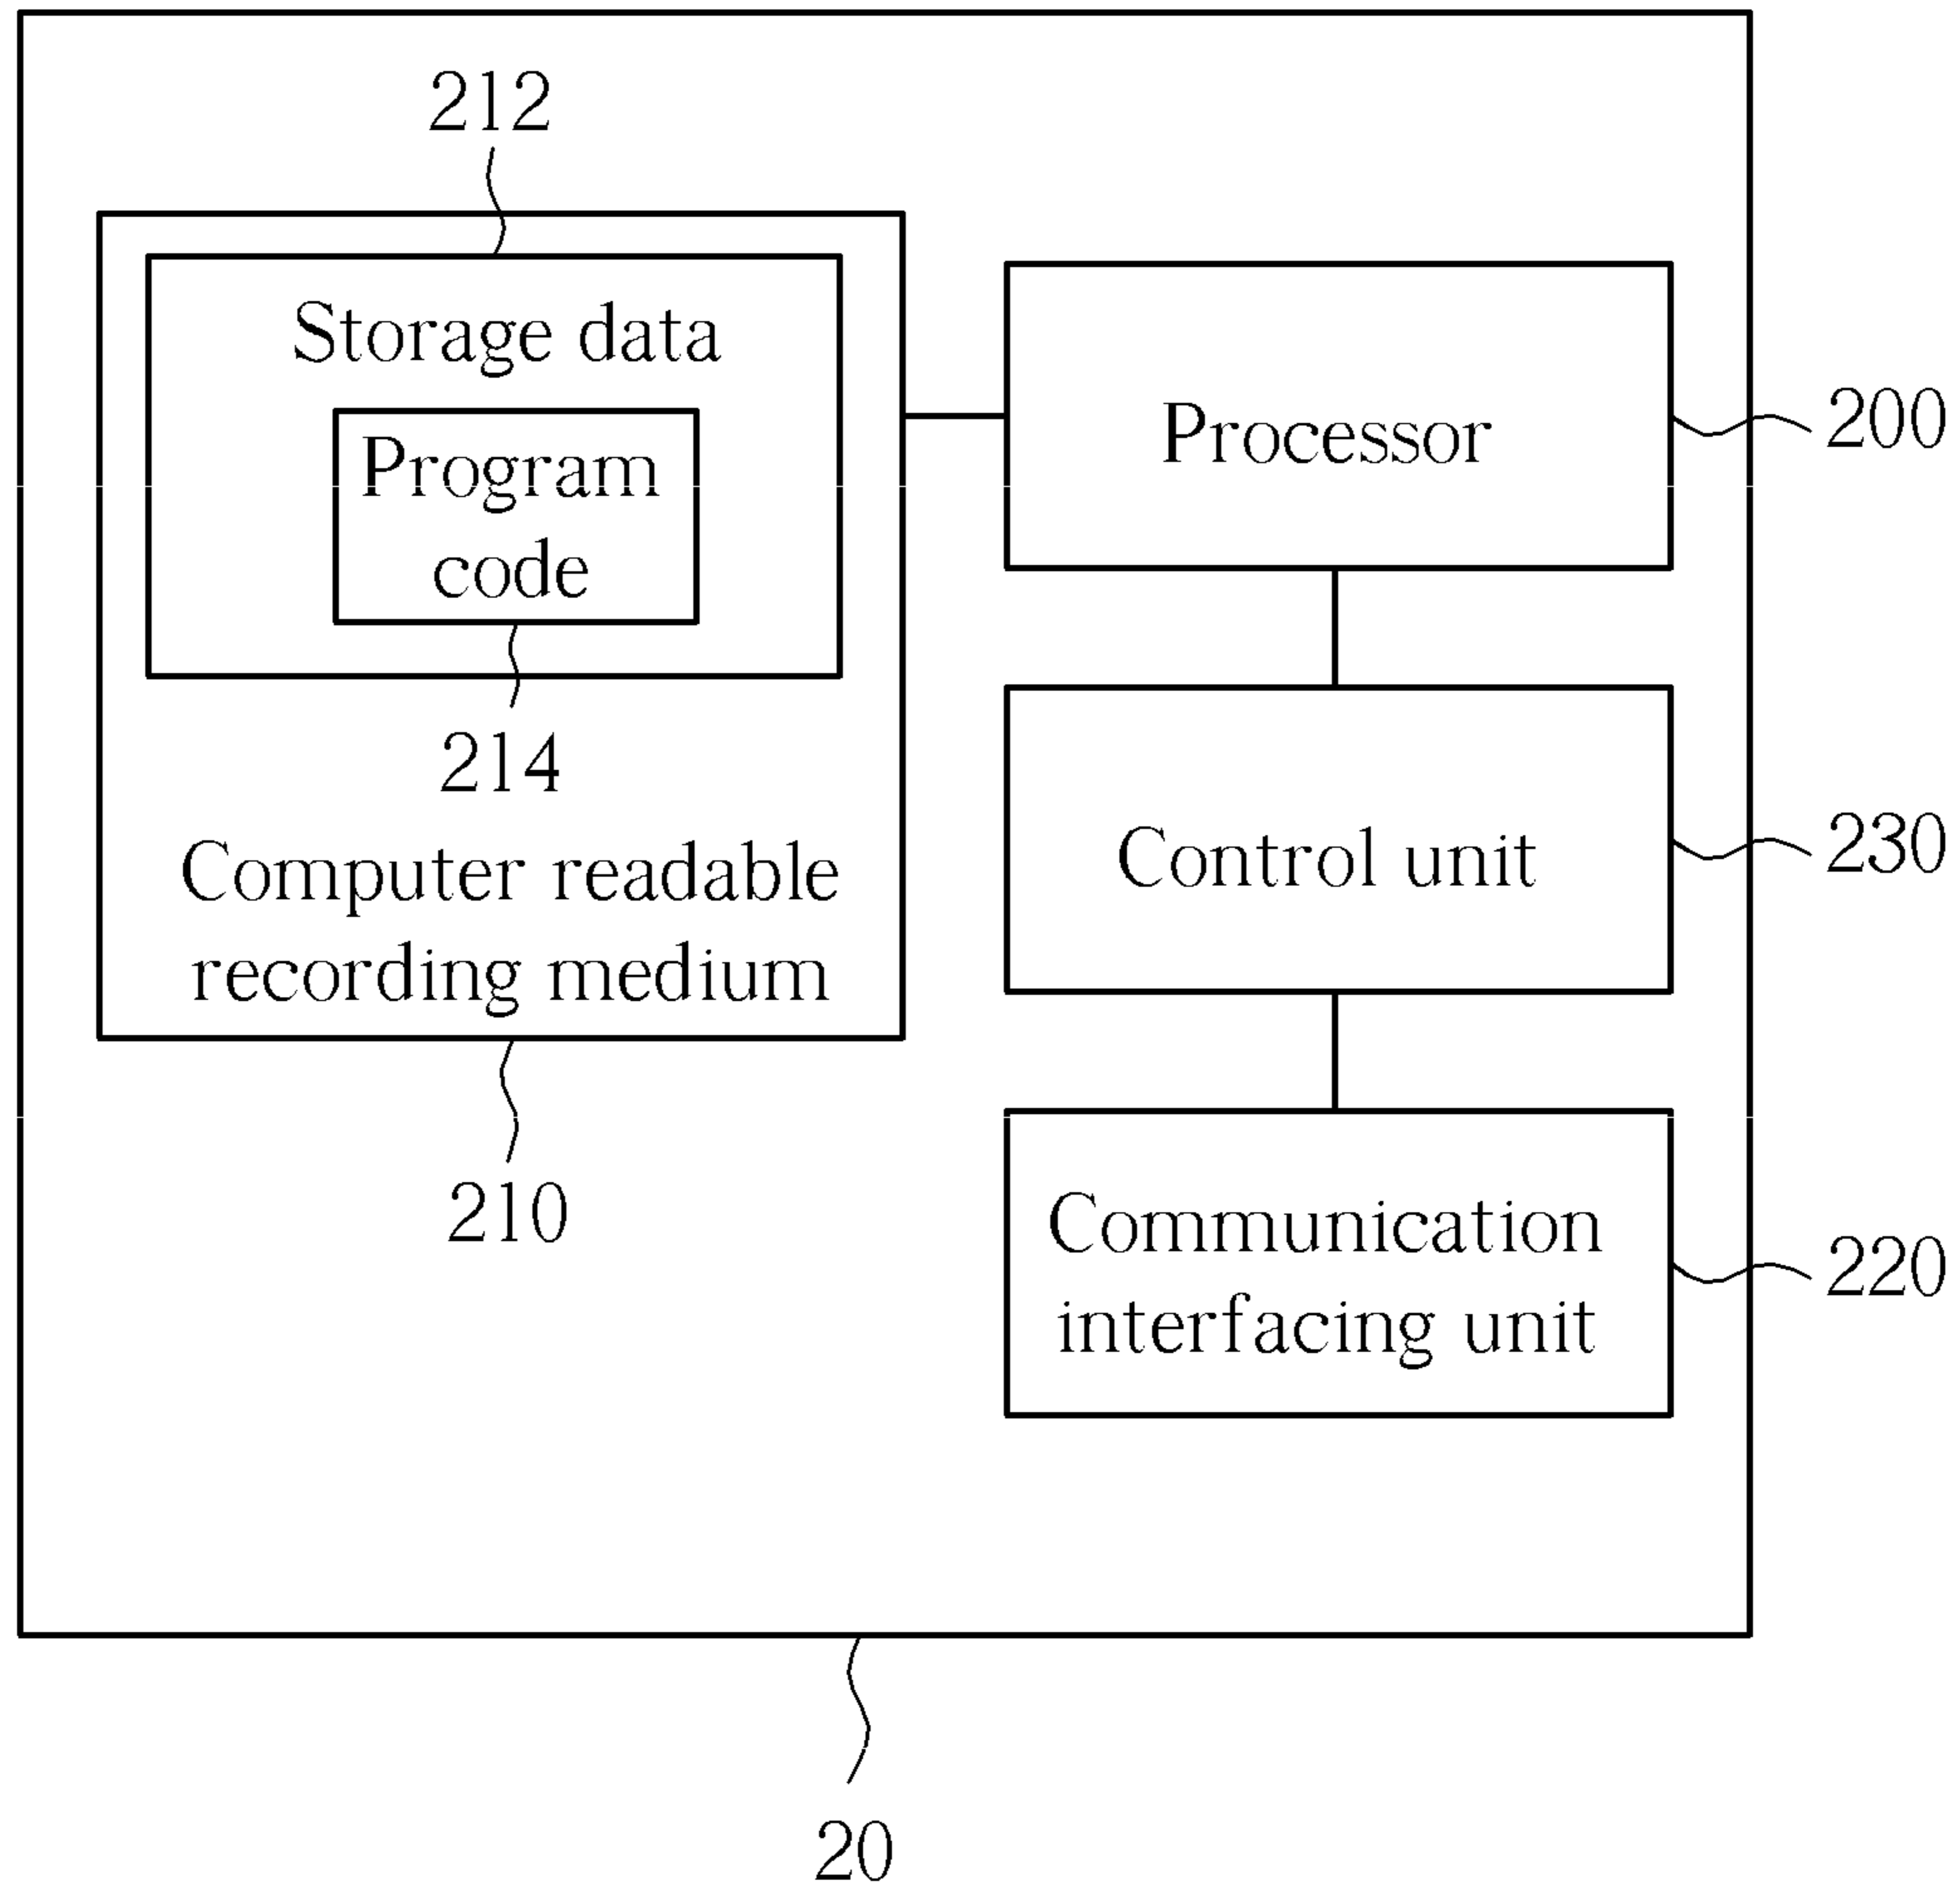 212
Storage data
Program
code
214
Computer readable
recording medium
210
Processor
200
Control unit
230
Communication
interfacing unit
220
20